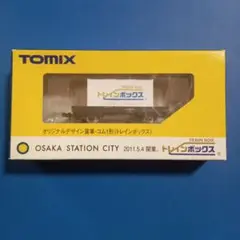 TOMIX
トレインボックス
オリジナルデザイン貨車・コム1形(トレインボックス)
TRAIN BOX
OSAKA STATION CITY 2011.5.4 開業。 トレインボックス